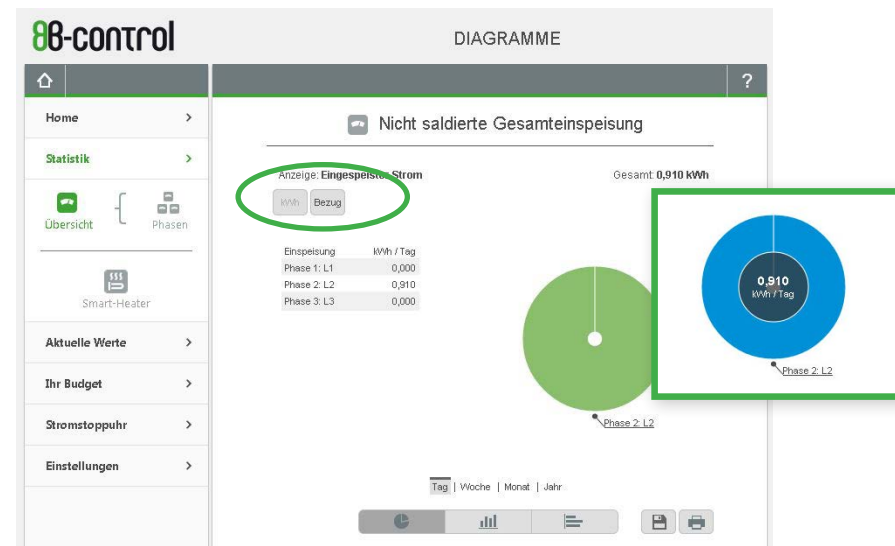 BB-control
DIAGRAMME
?
Home
Statistik
Übersicht
Phasen
Smart-Heater
Aktuelle Werte
Ihr Budget
Stromstoppuhr
Einstellungen
Nicht saldierte Gesamteinspeisung
Anzeige: Eingespeister Strom
Gesamt: 0,910 kWh
kWh Bezug
Einspeisung kWh / Tag
Phase 1: L1 0,000
Phase 2: L2 0,910
Phase 3: L3 0,000
Phase 2: L2
0,910
kWh / Tag
Phase 2: L2
Tag | Woche | Monat | Jahr